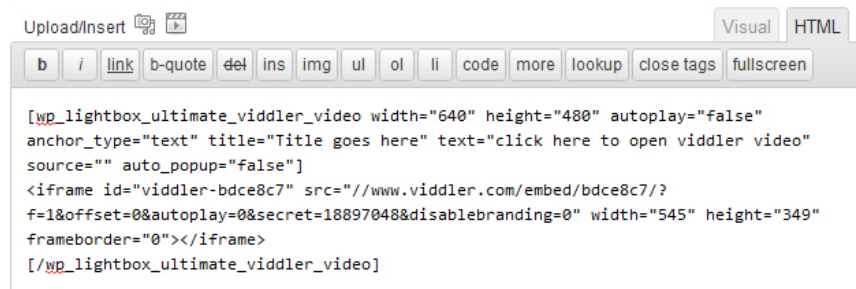 Upload/Insert
Visual HTML
b i link b-quote del ins img ul ol li code more lookup close tags fullscreen
[wp_lightbox_ultimate_viddler_video width="640" height="480" autoplay="false"
anchor_type="text" title="Title goes here" text="click here to open viddler video"
source="" auto_popup="false"]
<iframe id="viddler-bdce8c7" src="//www.viddler.com/embed/bdce8c7/?
f=1&offset=0&autoplay=0&secret=18897048&disablebranding=0" width="545" height="349"
frameborder="0"></iframe>
[/wp_lightbox_ultimate_viddler_video]